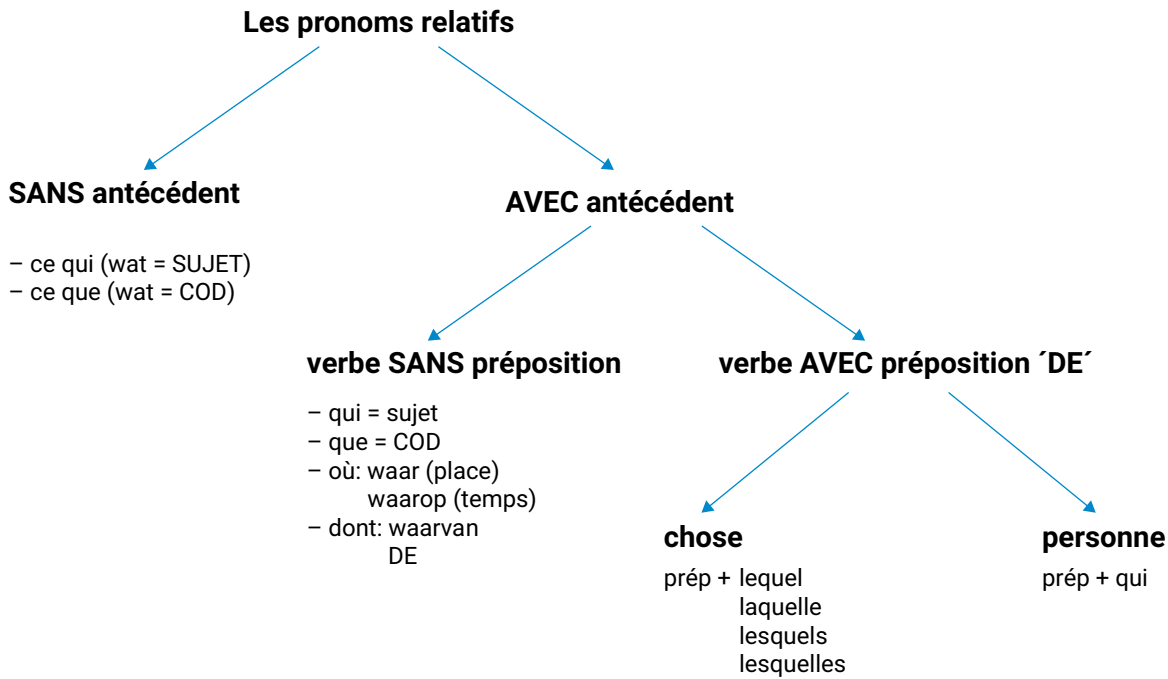 Les pronoms relatifs
SANS antécédent
– ce qui (wat = SUJET)
– ce que (wat = COD)
AVEC antécédent
verbe SANS préposition
– qui = sujet
– que = COD
– où: waar (place)
waarop (temps)
– dont: waarvan
DE
verbe AVEC préposition ´DE´
chose
prép + lequel
laquelle
lesquels
lesquelles
personne
prép + qui